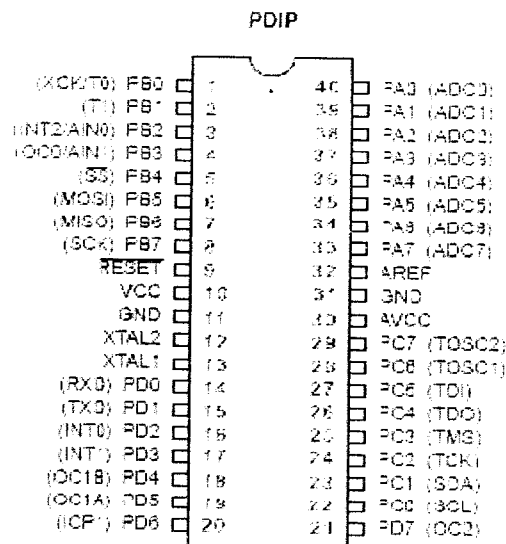 PDIP
(XCK/T0) PB0 1
(T1) PB1 2
(INT2/AIN0) PB2 3
(OC0/AIN1) PB3 4
(SS) PB4 5
(MOSI) PB5 6
(MISO) PB6 7
(SCK) PB7 8
RESET 9
VCC 10
GND 11
XTAL2 12
XTAL1 13
(RXD) PD0 14
(TXD) PD1 15
(INT0) PD2 16
(INT1) PD3 17
(OC1B) PD4 18
(OC1A) PD5 19
(ICP1) PD6 20
40 PA0 (ADC0)
39 PA1 (ADC1)
38 PA2 (ADC2)
37 PA3 (ADC3)
36 PA4 (ADC4)
35 PA5 (ADC5)
34 PA6 (ADC6)
33 PA7 (ADC7)
32 AREF
31 GND
30 AVCC
29 PC7 (TOSC2)
28 PC6 (TOSC1)
27 PC5 (TDI)
26 PC4 (TDO)
25 PC3 (TMS)
24 PC2 (TCK)
23 PC1 (SDA)
22 PC0 (SCL)
21 PD7 (OC2)